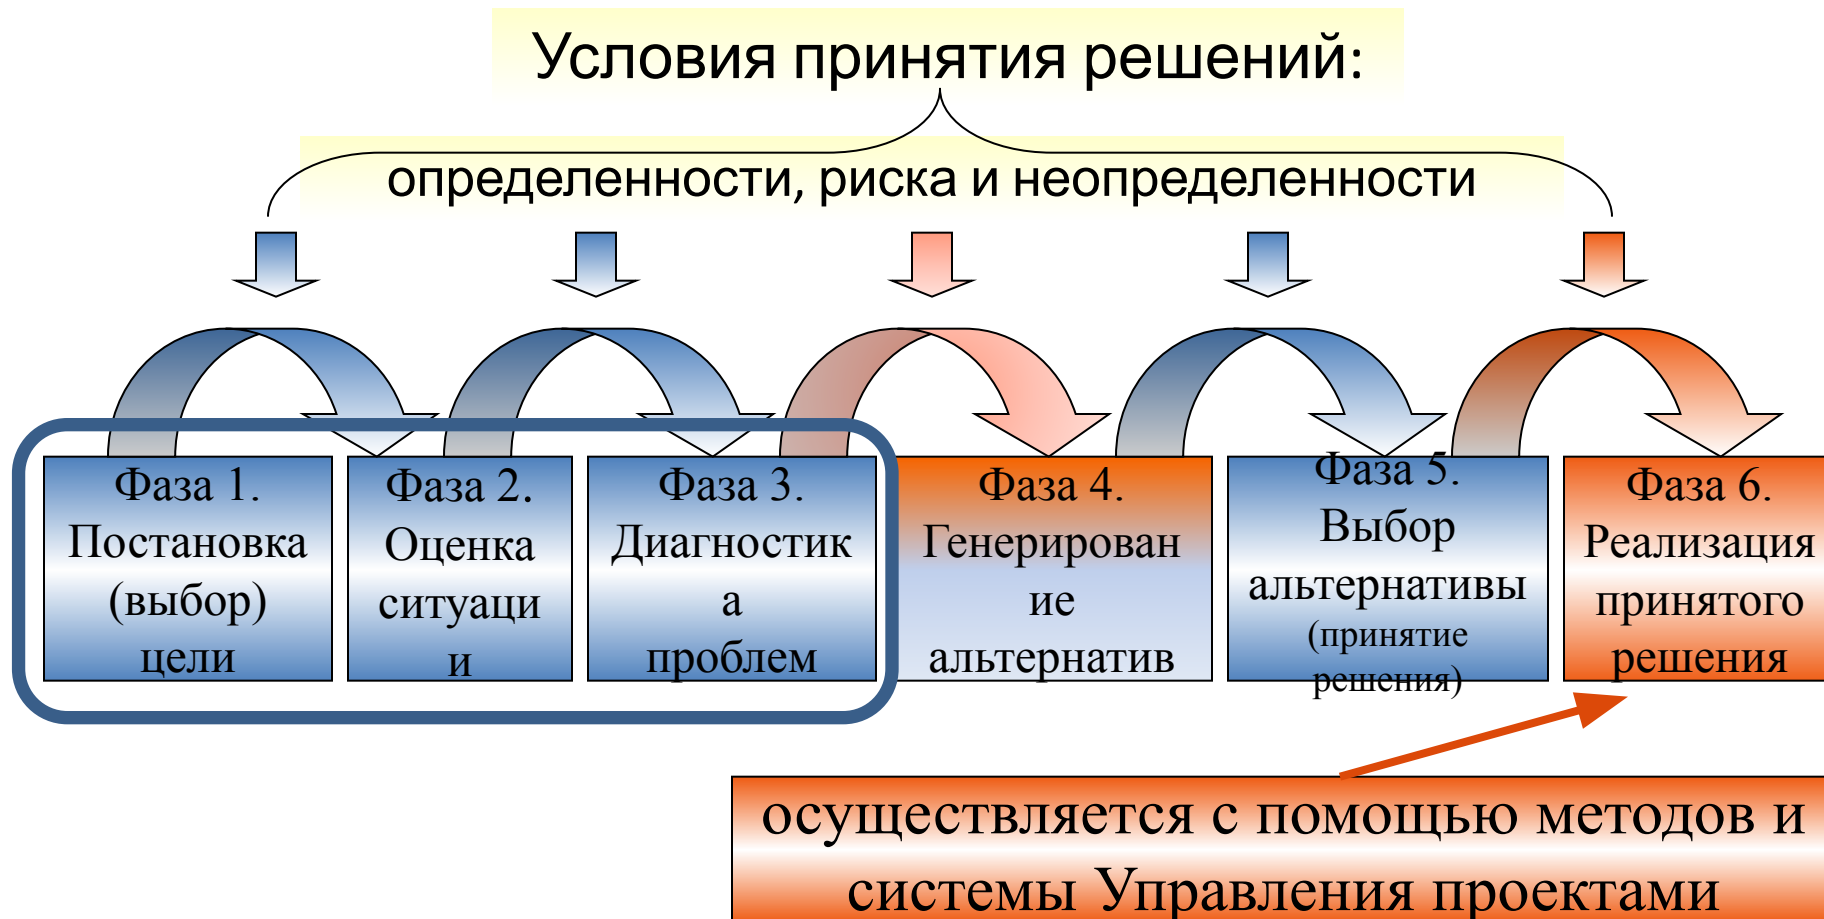 Условия принятия решений:
определенности, риска и неопределенности
Фаза 1.
Постановка
(выбор)
цели
Фаза 2.
Оценка
ситуаци
и
Фаза 3.
Диагностик
а
проблем
Фаза 4.
Генерирован
ие
альтернатив
Фаза 5.
Выбор
альтернативы
(принятие
решения)
Фаза 6.
Реализация
принятого
решения
осуществляется с помощью методов и
системы Управления проектами